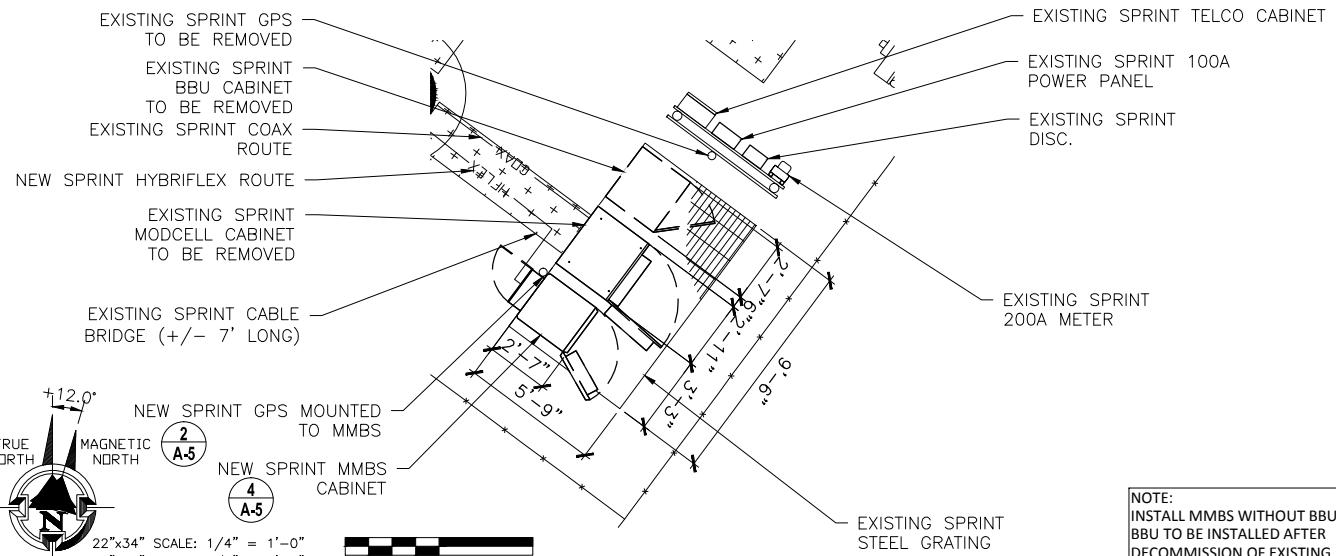 EXISTING SPRINT GPS
TO BE REMOVED
EXISTING SPRINT
BBU CABINET
TO BE REMOVED
EXISTING SPRINT COAX
ROUTE
NEW SPRINT HYBRIFLEX ROUTE
EXISTING SPRINT
MODCELL CABINET
TO BE REMOVED
EXISTING SPRINT CABLE
BRIDGE (+/- 7' LONG)
COAX
HFLEX
EXISTING SPRINT TELCO CABINET
EXISTING SPRINT 100A
POWER PANEL
EXISTING SPRINT
DISC.
EXISTING SPRINT
200A METER
2'-7"
6"
2'-11"
3'-3"
9'-6"
2'-7"
5'-9"
NEW SPRINT GPS MOUNTED
TO MMBS
2
A-5
NEW SPRINT MMBS
CABINET
4
A-5
EXISTING SPRINT
STEEL GRATING
+12.0°
MAGNETIC
NORTH
N
22"x34" SCALE: 1/4" = 1'-0"
NOTE:
INSTALL MMBS WITHOUT BBU
BBU TO BE INSTALLED AFTER
DECOMMISSION OF EXISTING